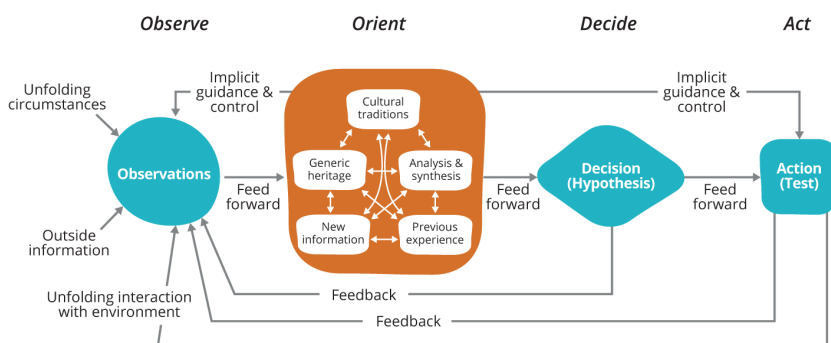 Observe
Orient
Decide
Act
Unfolding
circumstances
Implicit
guidance &
control
Cultural
traditions
Implicit
guidance &
control
Observations
Feed
forward
Generic
heritage
Analysis &
synthesis
New
information
Previous
experience
Feed
forward
Decision
(Hypothesis)
Feed
forward
Action
(Test)
Outside
information
Unfolding interaction
with environment
Feedback
Feedback